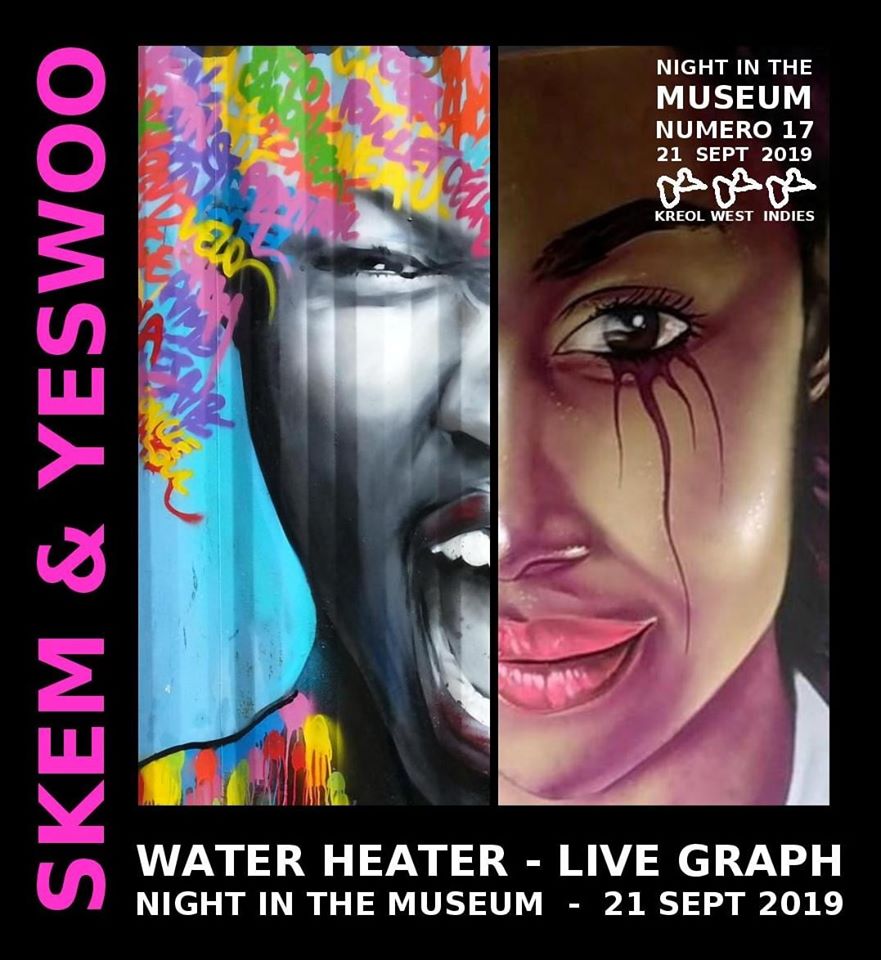 SKEM & YESWOO
NIGHT IN THE
MUSEUM
NUMERO 17
21 SEPT 2019
KREOL WEST INDIES
VELO
WATER HEATER - LIVE GRAPH
NIGHT IN THE MUSEUM - 21 SEPT 2019